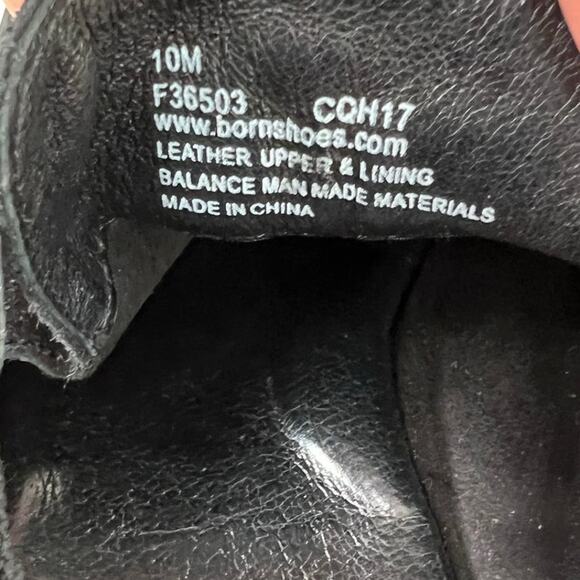 10M
F36503 CQH17
www.bornshoes.com
LEATHER UPPER & LINING
BALANCE MAN MADE MATERIALS
MADE IN CHINA